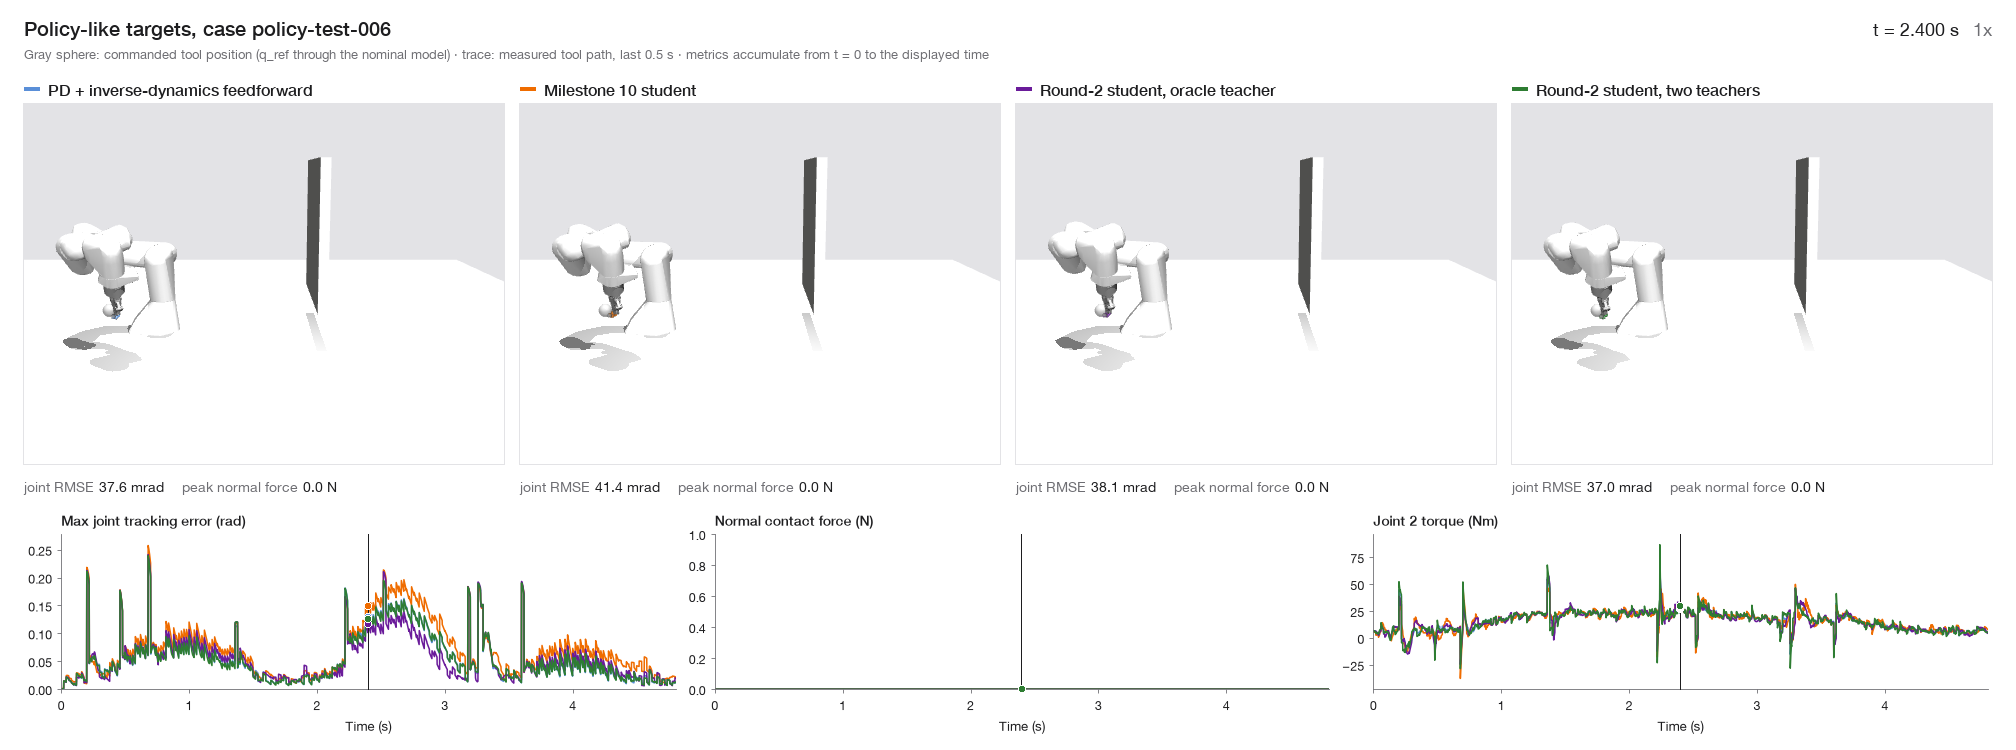 Policy-like targets, case policy-test-006
t = 2.400 s 1x
Gray sphere: commanded tool position (q_ref through the nominal model) · trace: measured tool path, last 0.5 s · metrics accumulate from t = 0 to the displayed time
PD + inverse-dynamics feedforward
Milestone 10 student
Round-2 student, oracle teacher
Round-2 student, two teachers
joint RMSE 37.6 mrad peak normal force 0.0 N
joint RMSE 41.4 mrad peak normal force 0.0 N
joint RMSE 38.1 mrad peak normal force 0.0 N
joint RMSE 37.0 mrad peak normal force 0.0 N
Max joint tracking error (rad)
0.25
0.20
0.15
0.10
0.05
0.00
0 1 2 3 4
Time (s)
Normal contact force (N)
1.0
0.8
0.6
0.4
0.2
0.0
0 1 2 3 4
Time (s)
Joint 2 torque (Nm)
75
50
25
0
−25
0 1 2 3 4
Time (s)